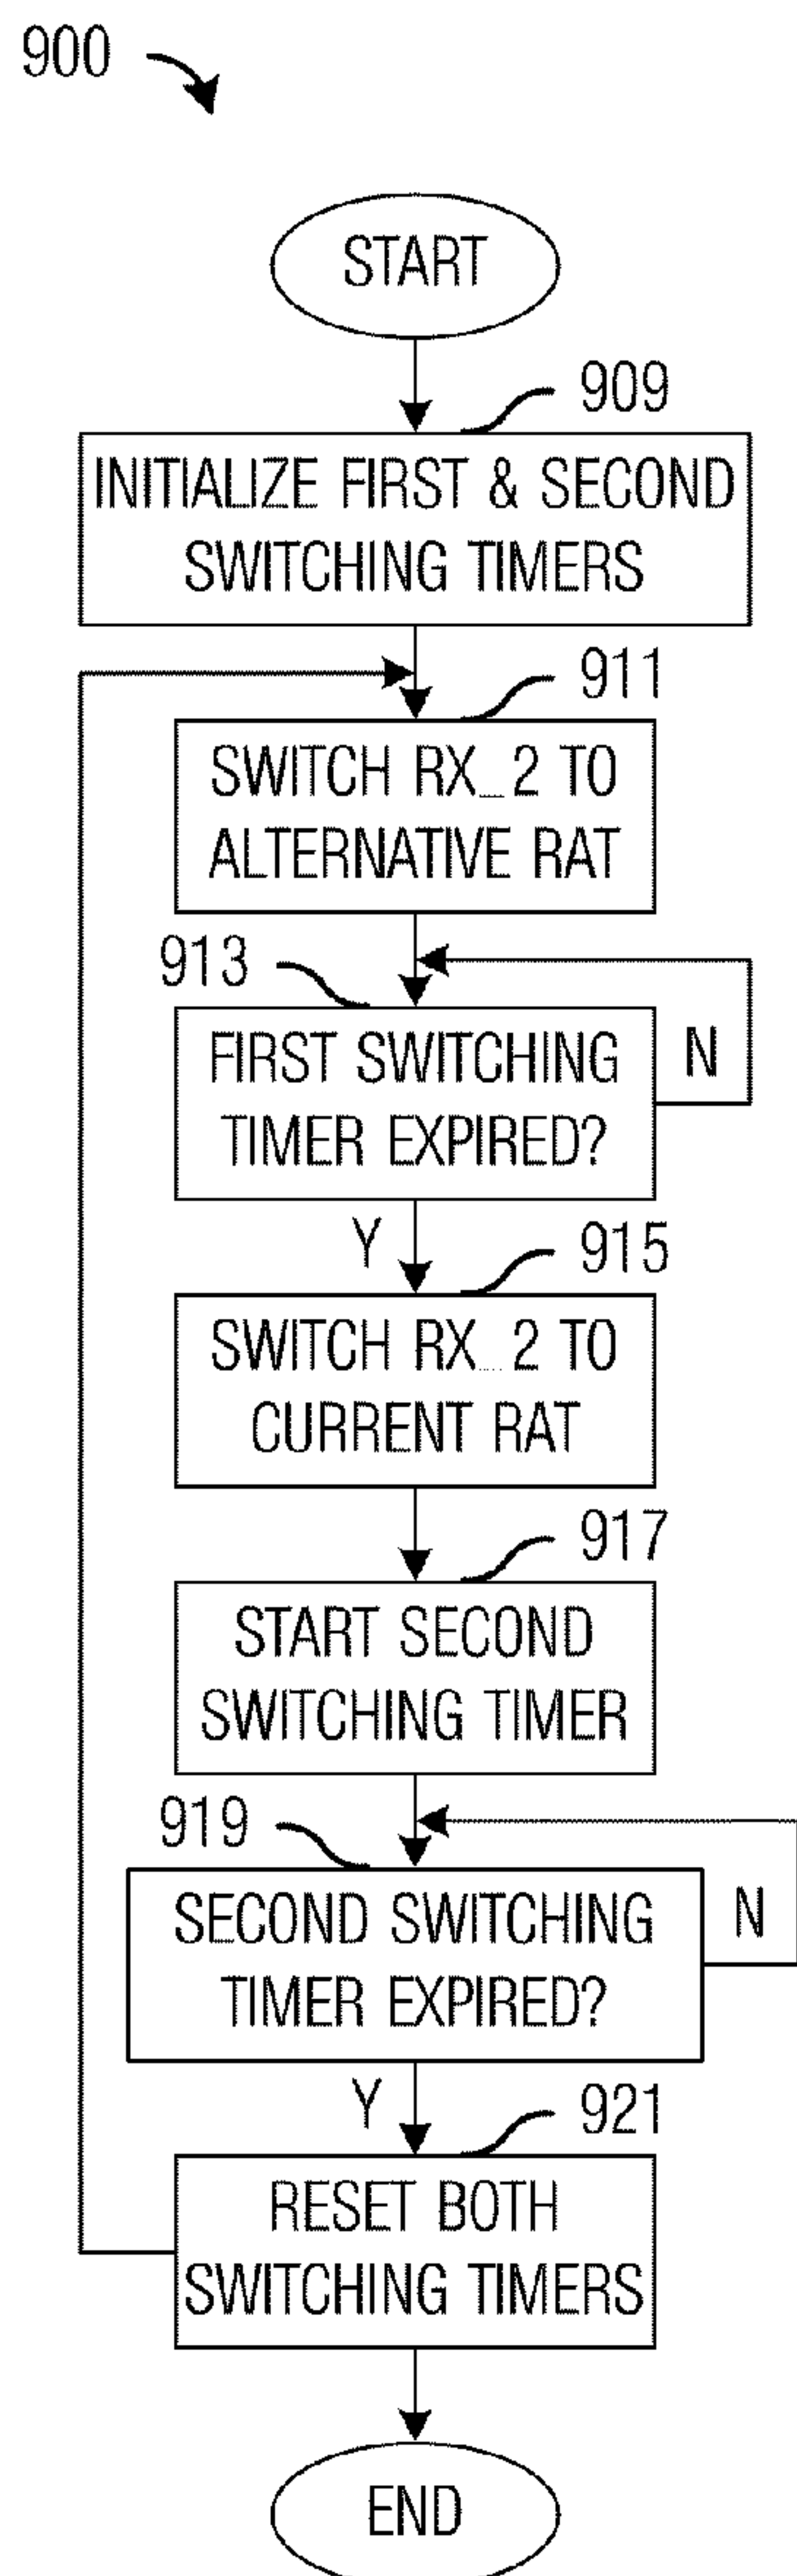 900
START
909
INITIALIZE FIRST & SECOND
SWITCHING TIMERS
911
SWITCH RX_2 TO
ALTERNATIVE RAT
913
FIRST SWITCHING
TIMER EXPIRED?
N
Y
915
SWITCH RX_2 TO
CURRENT RAT
917
START SECOND
SWITCHING TIMER
919
SECOND SWITCHING
TIMER EXPIRED?
N
Y
921
RESET BOTH
SWITCHING TIMERS
END